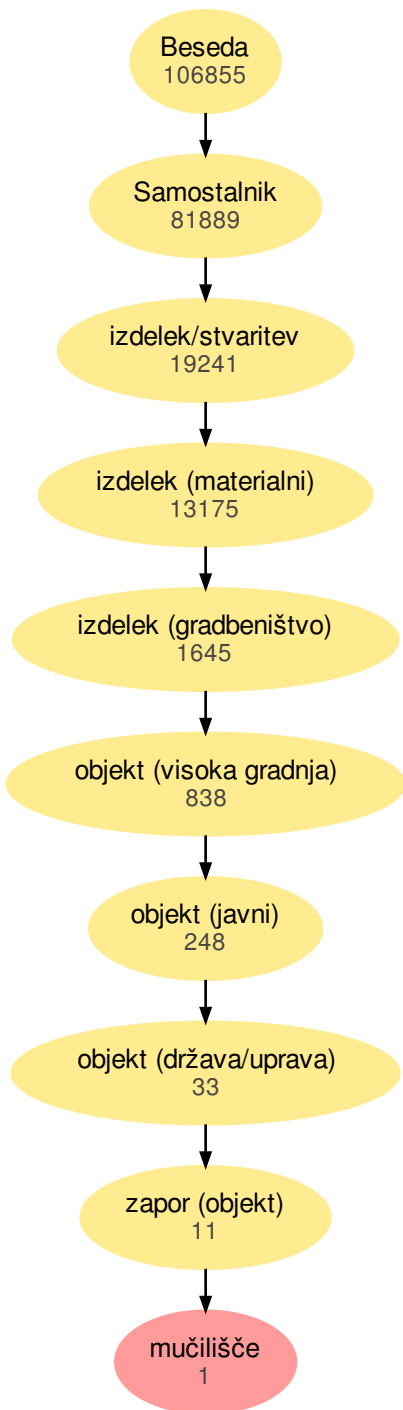 Beseda
106855
Samostalnik
81889
izdelek/stvaritev
19241
izdelek (materialni)
13175
izdelek (gradbeništvo)
1645
objekt (visoka gradnja)
838
objekt (javni)
248
objekt (država/uprava)
33
zapor (objekt)
11
mučilišče
1